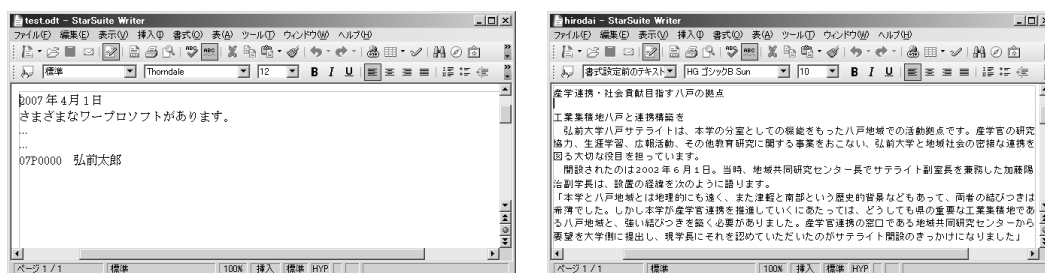 test.odt - StarSuite Writer
ファイル(F) 編集(E) 表示(V) 挿入(I) 書式(O) 表(A) ツール(T) ウィンドウ(W) ヘルプ(H)
標準 Thorndale 12 B I U
2007 年 4 月 1 日
さまざまなワープロソフトがあります。
...
...
07P0000 弘前太郎
ページ 1 / 1 標準 100% 挿入 標準 HYP
hirodai - StarSuite Writer
ファイル(F) 編集(E) 表示(V) 挿入(I) 書式(O) 表(A) ツール(T) ウィンドウ(W) ヘルプ(H)
書式設定前のテキスト HG ゴシックB Sun 10 B I U
産学連携・社会貢献目指す八戸の拠点
工業集積地八戸と連携構築を
弘前大学八戸サテライトは、本学の分室としての機能をもった八戸地域での活動拠点です。産学官の研究
協力、生涯学習、広報活動、その他教育研究に関する事業をおこない、弘前大学と地域社会の密接な連携を
図る大切な役目を担っています。
開設されたのは2002年6月1日。当時、地域共同研究センター長でサテライト副室長を兼務した加藤陽
治副学長は、設置の経緯を次のように語ります。
「本学と八戸地域とは地理的にも遠く、また津軽と南部という歴史的背景などもあって、両者の結びつきは
希薄でした。しかし本学が産学官連携を推進していくにあたっては、どうしても県の重要な工業集積地であ
る八戸地域と、強い結びつきを築く必要がありました。産学官連携の窓口である地域共同研究センターから
要望を大学側に提出し、現学長にそれを認めていただいたのがサテライト開設のきっかけになりました」
ページ 1 / 1 標準 100% 挿入 標準 HYP